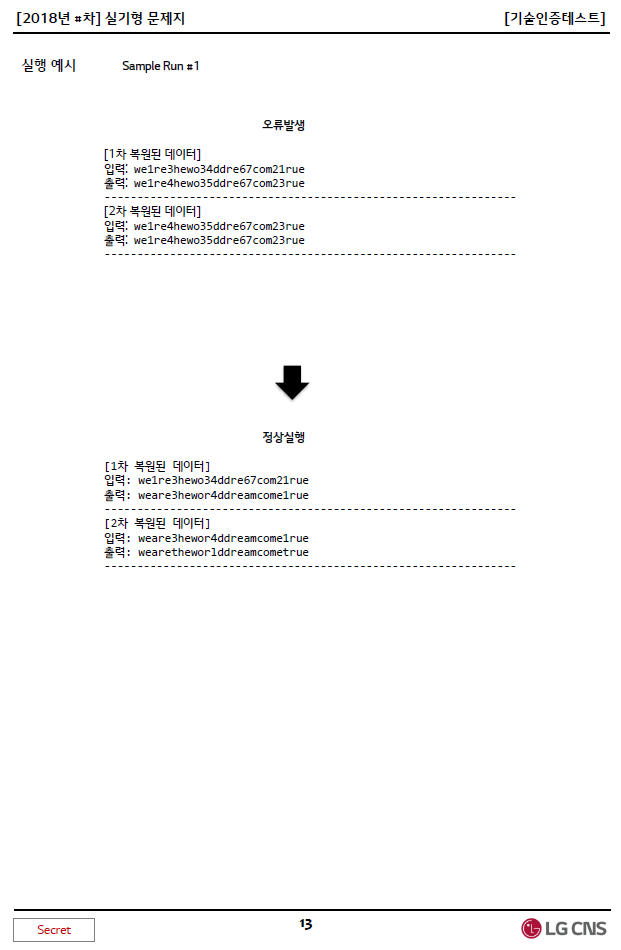 [2018년 #차] 실기형 문제지 [기술인증테스트]
실행 예시 Sample Run #1
오류발생
[1차 복원된 데이터]
입력: we1re3hewo34ddre67com21rue
출력: we1re4hewo35ddre67com23rue
---------------------------------------------------------------
[2차 복원된 데이터]
입력: we1re4hewo35ddre67com23rue
출력: we1re4hewo35ddre67com23rue
---------------------------------------------------------------
정상실행
[1차 복원된 데이터]
입력: we1re3hewo34ddre67com21rue
출력: weare3hewor4ddreamcome1rue
---------------------------------------------------------------
[2차 복원된 데이터]
입력: weare3hewor4ddreamcome1rue
출력: wearetheworlddreamcometrue
---------------------------------------------------------------
Secret 13 LG CNS